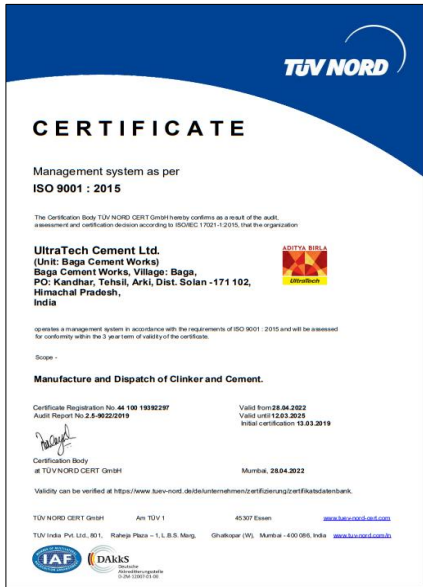 TÜV NORD
CERTIFICATE
Management system as per
ISO 9001 : 2015
The Certification Body TÜV NORD CERT GmbH hereby confirms as a result of the audit,
assessment and certification decision according to ISO/IEC 17021-1:2015, that the organization
UltraTech Cement Ltd.
(Unit: Baga Cement Works)
Baga Cement Works, Village: Baga,
PO: Kandhar, Tehsil, Arki, Dist. Solan -171 102,
Himachal Pradesh,
India
ADITYA BIRLA
UltraTech
operates a management system in accordance with the requirements of ISO 9001 : 2015 and will be assessed
for conformity within the 3 year term of validity of the certificate.
Scope -
Manufacture and Dispatch of Clinker and Cement.
Certificate Registration No. 44 100 19392297
Audit Report No. 2.5-9022/2019
Valid from 28.04.2022
Valid until 12.03.2025
Initial certification 13.03.2019
Certification Body
at TÜV NORD CERT GmbH
Mumbai, 28.04.2022
Validity can be verified at https://www.tuev-nord.de/de/unternehmen/zertifizierung/zertifikatsdatenbank.
TÜV NORD CERT GmbH Am TÜV 1 45307 Essen www.tuev-nord-cert.com
TÜV India Pvt. Ltd., 801, Raheja Plaza – 1, L.B.S. Marg, Ghatkopar (W), Mumbai - 400 086, India www.tuv-nord.com/in
IAF
DAkkS
Deutsche
Akkreditierungsstelle
D-ZM-12007-01-00